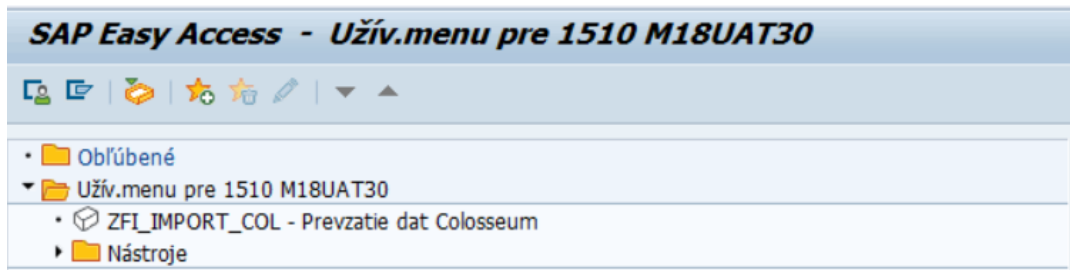 SAP Easy Access - Užív.menu pre 1510 M18UAT30
Obľúbené
Užív.menu pre 1510 M18UAT30
ZFI_IMPORT_COL - Prevzatie dat Colosseum
Nástroje